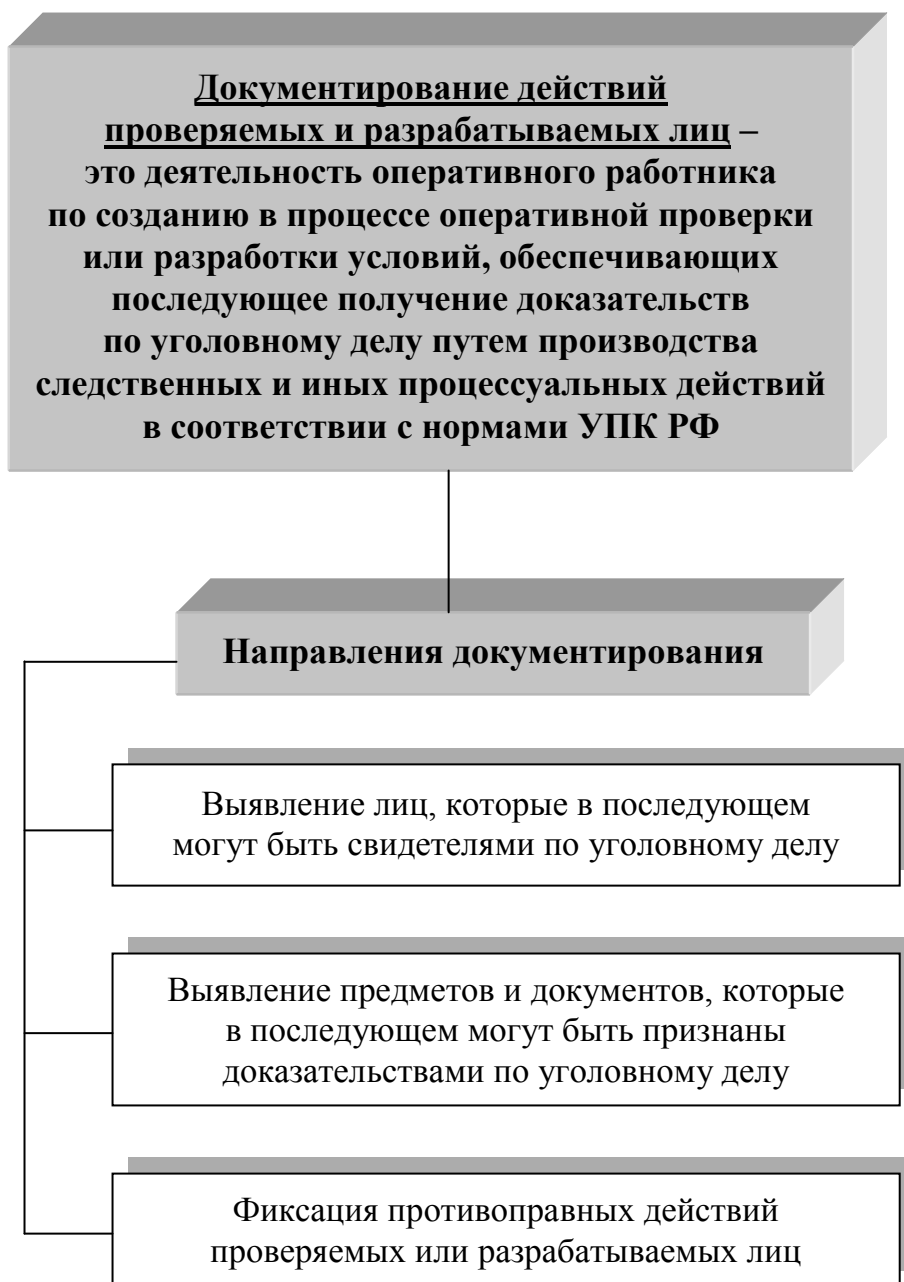 Документирование действий
проверяемых и разрабатываемых лиц –
это деятельность оперативного работника
по созданию в процессе оперативной проверки
или разработки условий, обеспечивающих
последующее получение доказательств
по уголовному делу путем производства
следственных и иных процессуальных действий
в соответствии с нормами УПК РФ
Направления документирования
Выявление лиц, которые в последующем
могут быть свидетелями по уголовному делу
Выявление предметов и документов, которые
в последующем могут быть признаны
доказательствами по уголовному делу
Фиксация противоправных действий
проверяемых или разрабатываемых лиц